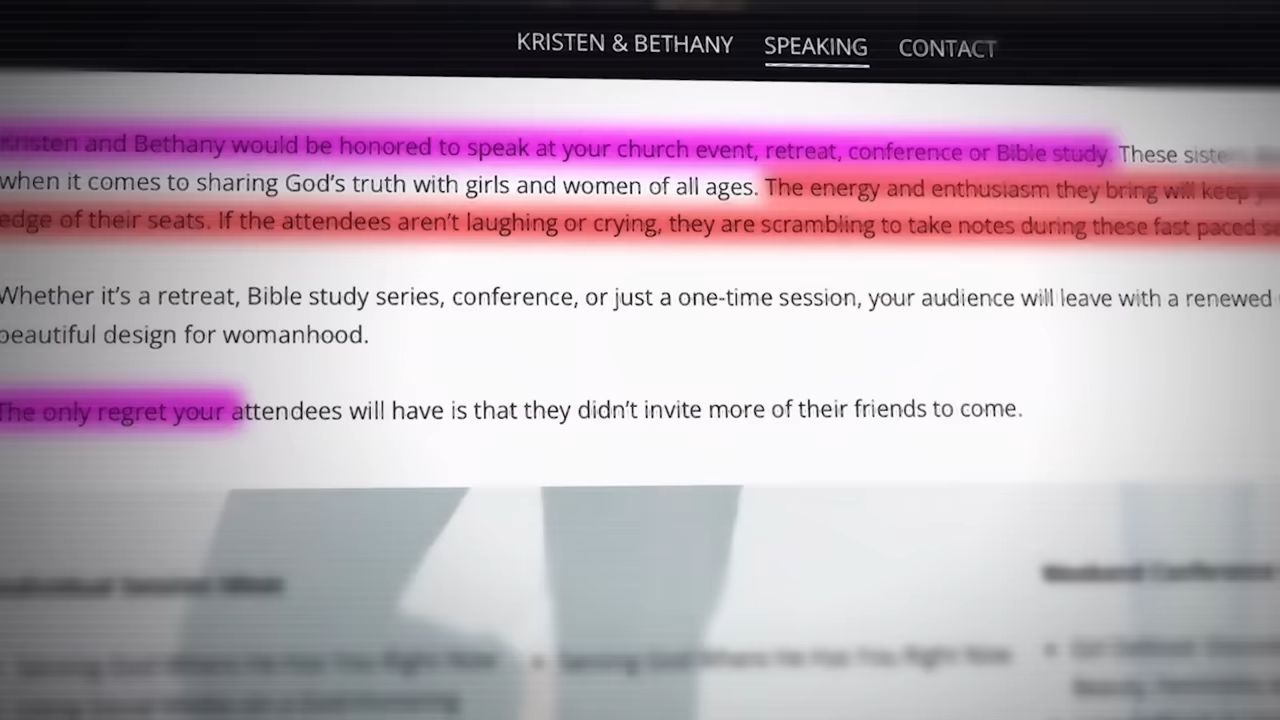 KRISTEN & BETHANY SPEAKING CONTACT
Kristen and Bethany would be honored to speak at your church event, retreat, conference or Bible study. These
when it comes to sharing God's truth with girls and women of all ages. The energy and enthusiasm they bring will keep
edge of their seats. If the attendees aren't laughing or crying, they are scrambling to take notes during these fast paced
Whether it's a retreat, Bible study series, conference, or just a one-time session, your audience will leave with a renewed
beautiful design for womanhood.
The only regret your attendees will have is that they didn't invite more of their friends to come.
Weekend Conference